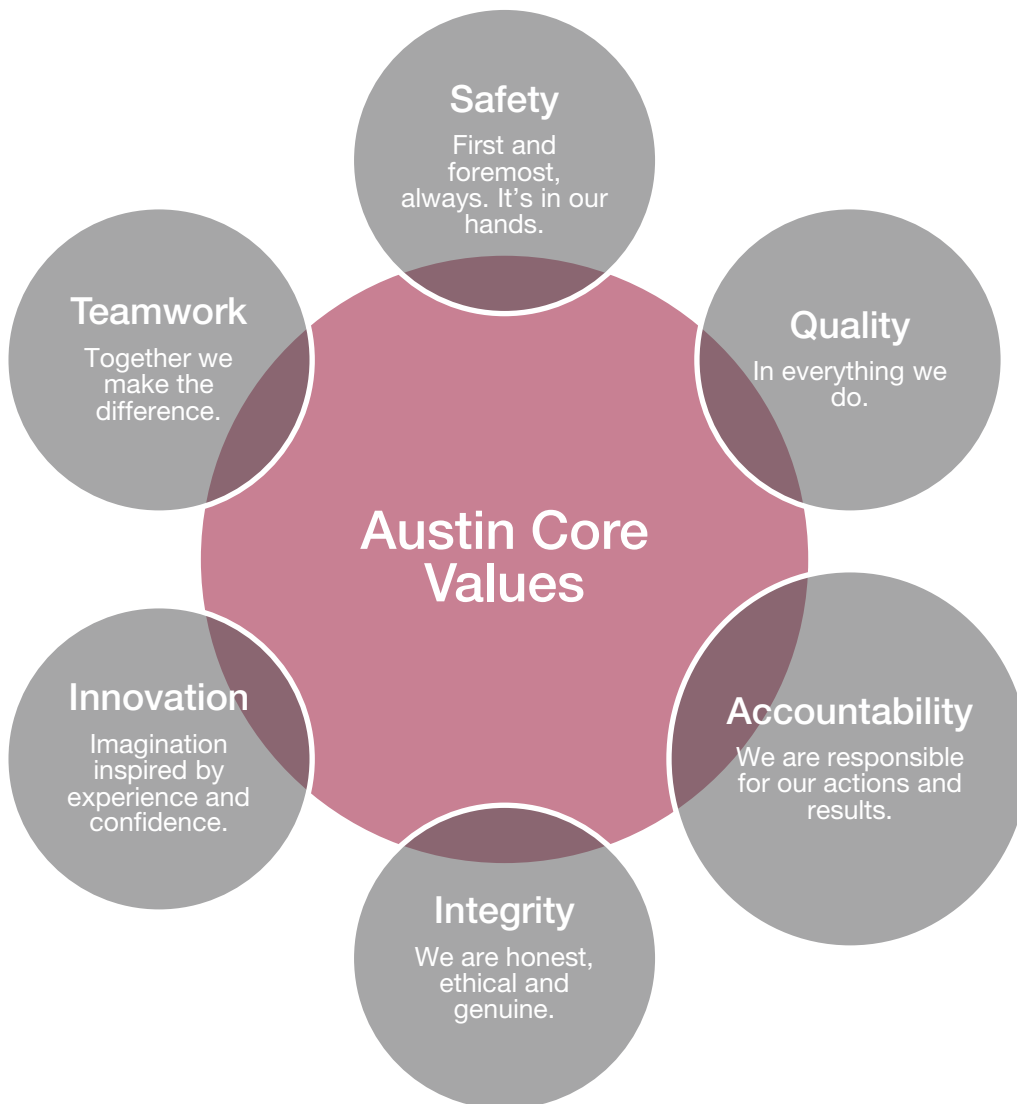 Safety
First and
foremost,
always. It’s in our
hands.
Teamwork
Together we
make the
difference.
Quality
In everything we
do.
Austin Core
Values
Innovation
Imagination
inspired by
experience and
confidence.
Accountability
We are responsible
for our actions and
results.
Integrity
We are honest,
ethical and
genuine.